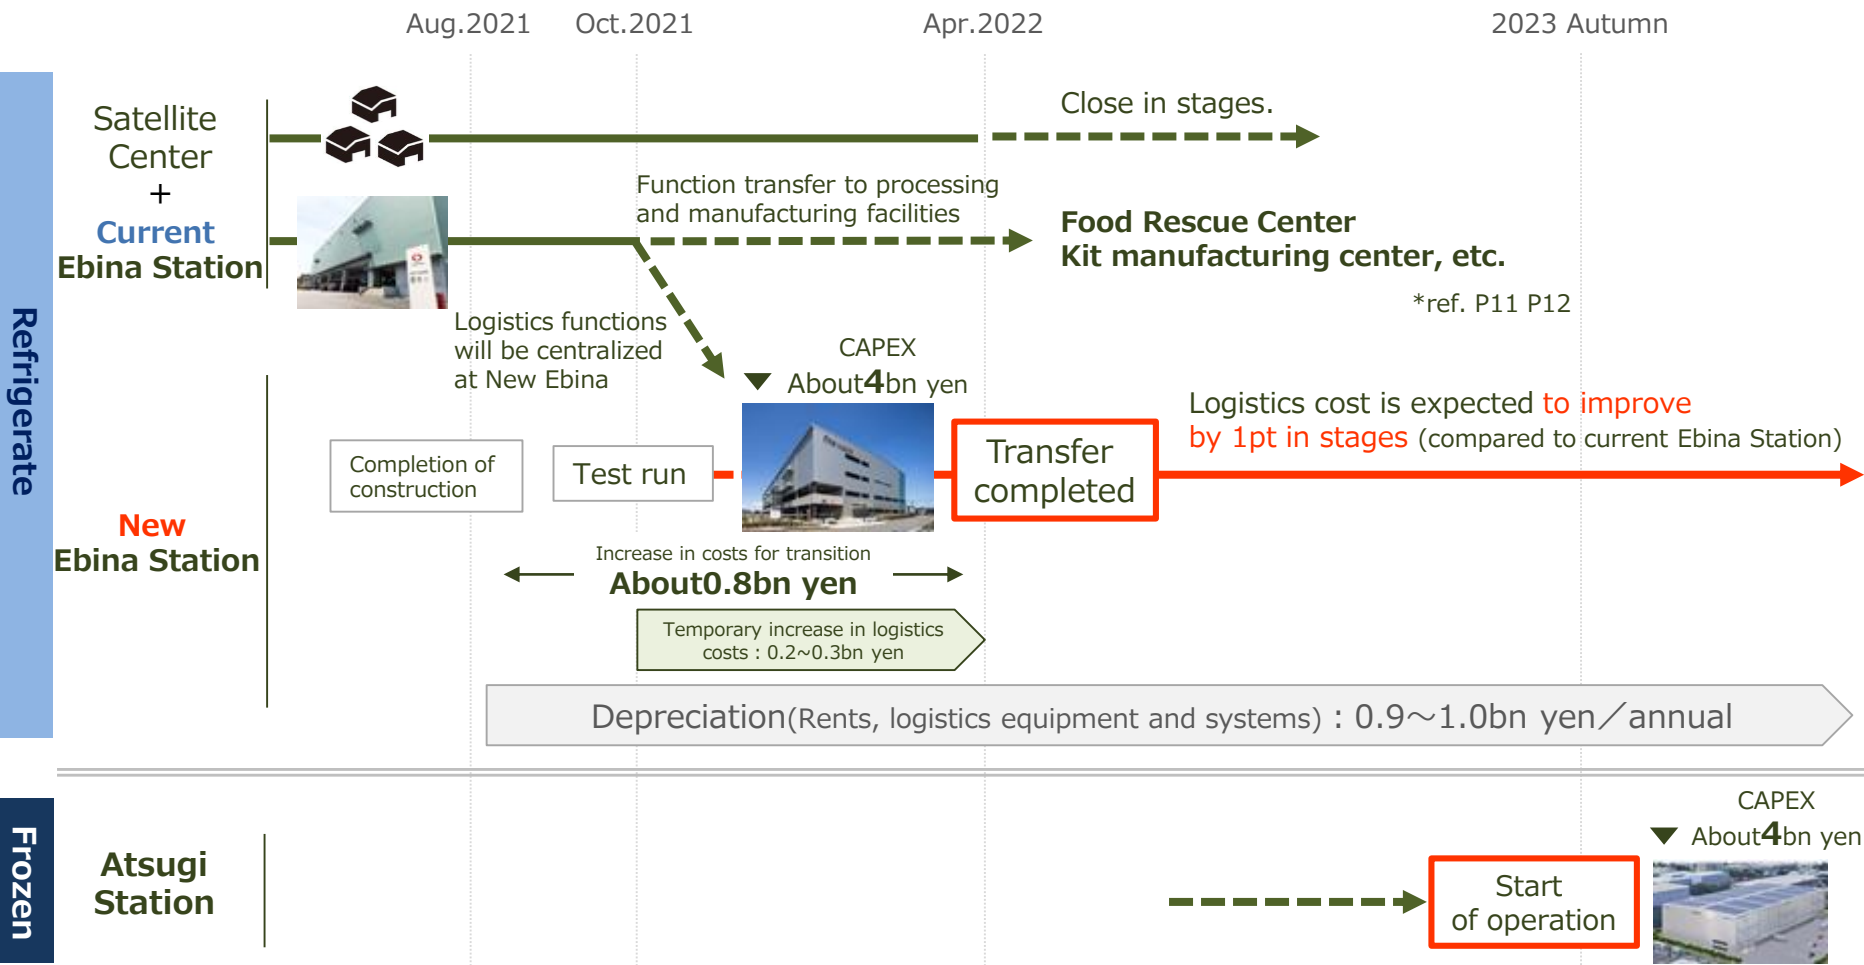 Aug.2021
Oct.2021
Apr.2022
2023 Autumn
Refrigerate
Satellite
Center
+
Current
Ebina Station
Close in stages.
Function transfer to processing
and manufacturing facilities
Food Rescue Center
Kit manufacturing center, etc.
*ref. P11 P12
Logistics functions
will be centralized
at New Ebina
CAPEX
▼ About4bn yen
New
Ebina Station
Completion of
construction
Test run
Transfer
completed
Logistics cost is expected to improve
by 1pt in stages (compared to current Ebina Station)
Increase in costs for transition
About0.8bn yen
Temporary increase in logistics
costs : 0.2~0.3bn yen
Depreciation(Rents, logistics equipment and systems) : 0.9～1.0bn yen／annual
Frozen
Atsugi
Station
Start
of operation
CAPEX
▼ About4bn yen